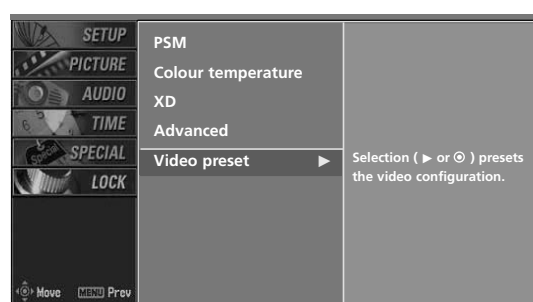 SETUP
PICTURE
AUDIO
TIME
SPECIAL
LOCK
Move MENU Prev
PSM
Colour temperature
XD
Advanced
Video preset ▶
Selection ( ▶ or ⊙ ) presets
the video configuration.